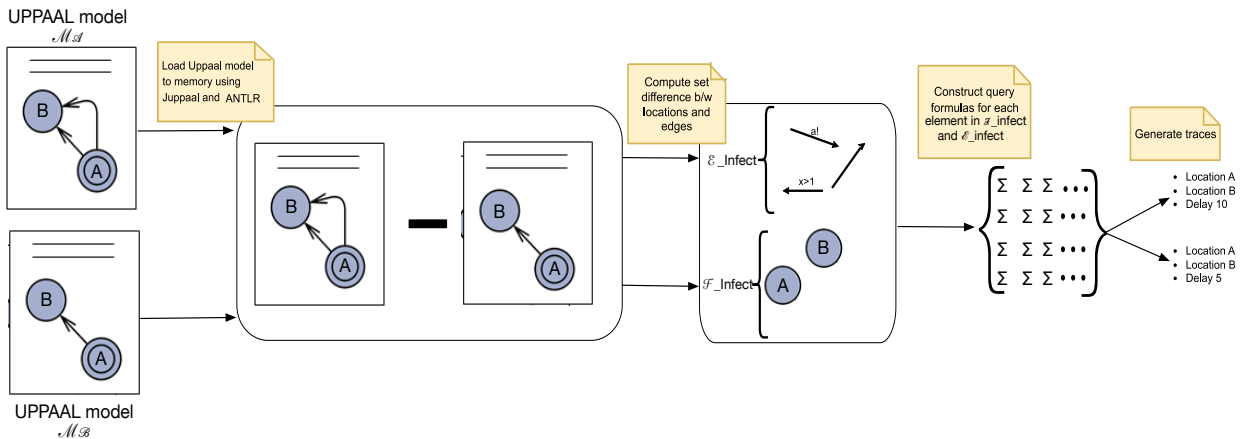 UPPAAL model
ℳ𝒜
B
A
UPPAAL model
ℳℬ
B
A
Load Uppaal model
to memory using
Juppaal and ANTLR
B
A
B
A
Compute set
difference b/w
locations and
edges
ℰ_Infect
a!
x>1
ℱ_Infect
B
A
Construct query
formulas for each
element in ℱ_infect
and ℰ_infect
Σ Σ Σ •••
Σ Σ Σ •••
Σ Σ Σ •••
Σ Σ Σ •••
Generate traces
• Location A
• Location B
• Delay 10
• Location A
• Location B
• Delay 5